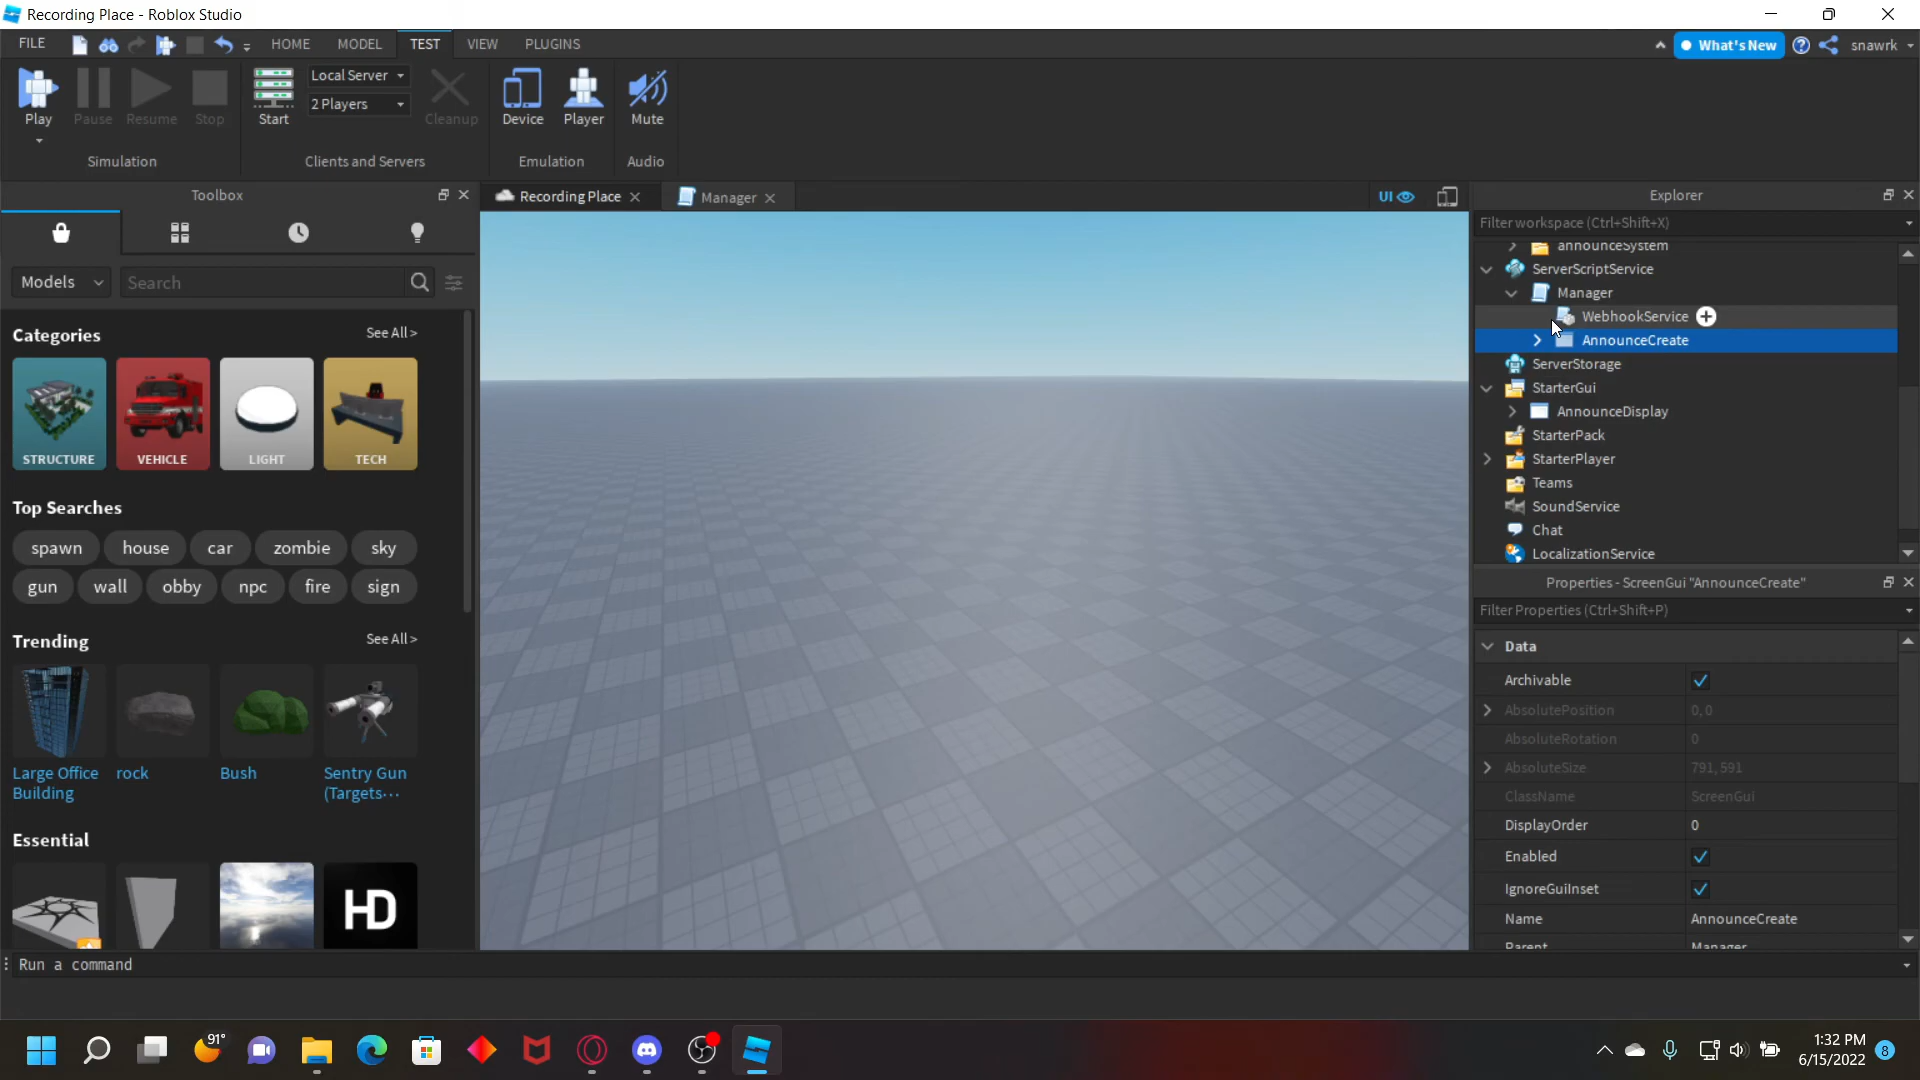 Recording Place - Roblox Studio
FILE HOME MODEL TEST VIEW PLUGINS What's New snawrk
Play Pause Resume Stop Start Local Server 2 Players Cleanup Device Player Mute
Simulation Clients and Servers Emulation Audio
Toolbox
Models Search
Categories See All >
STRUCTURE VEHICLE LIGHT TECH
Top Searches
spawn house car zombie sky
gun wall obby npc fire sign
Trending See All >
Large Office Building rock Bush Sentry Gun (Targets···
Essential
HD
Recording Place Manager UI
Explorer
Filter workspace (Ctrl+Shift+X)
announceSystem
ServerScriptService
Manager
WebhookService
AnnounceCreate
ServerStorage
StarterGui
AnnounceDisplay
StarterPack
StarterPlayer
Teams
SoundService
Chat
LocalizationService
Properties - ScreenGui "AnnounceCreate"
Filter Properties (Ctrl+Shift+P)
Data
Archivable
AbsolutePosition 0, 0
AbsoluteRotation 0
AbsoluteSize 791, 591
ClassName ScreenGui
DisplayOrder 0
Enabled
IgnoreGuiInset
Name AnnounceCreate
Parent Manager
Run a command
91°
1:32 PM
6/15/2022
8